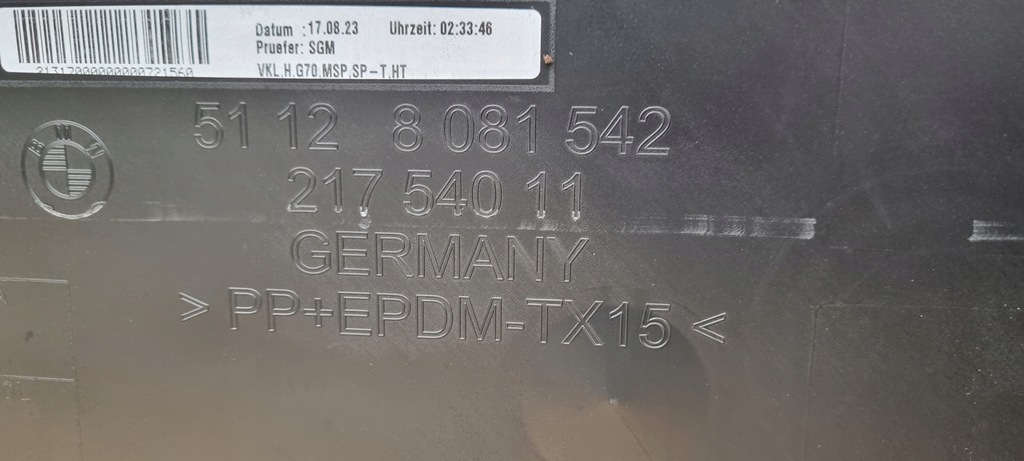 Datum :17.08.23 Uhrzeit: 02:33:46
Pruefer: SGM
2131700000000000721560
VKL.H.G70.MSP.SP-T.HT
51 12 8 081 542
217 540 11
GERMANY
> PP+EPDM-TX15 <